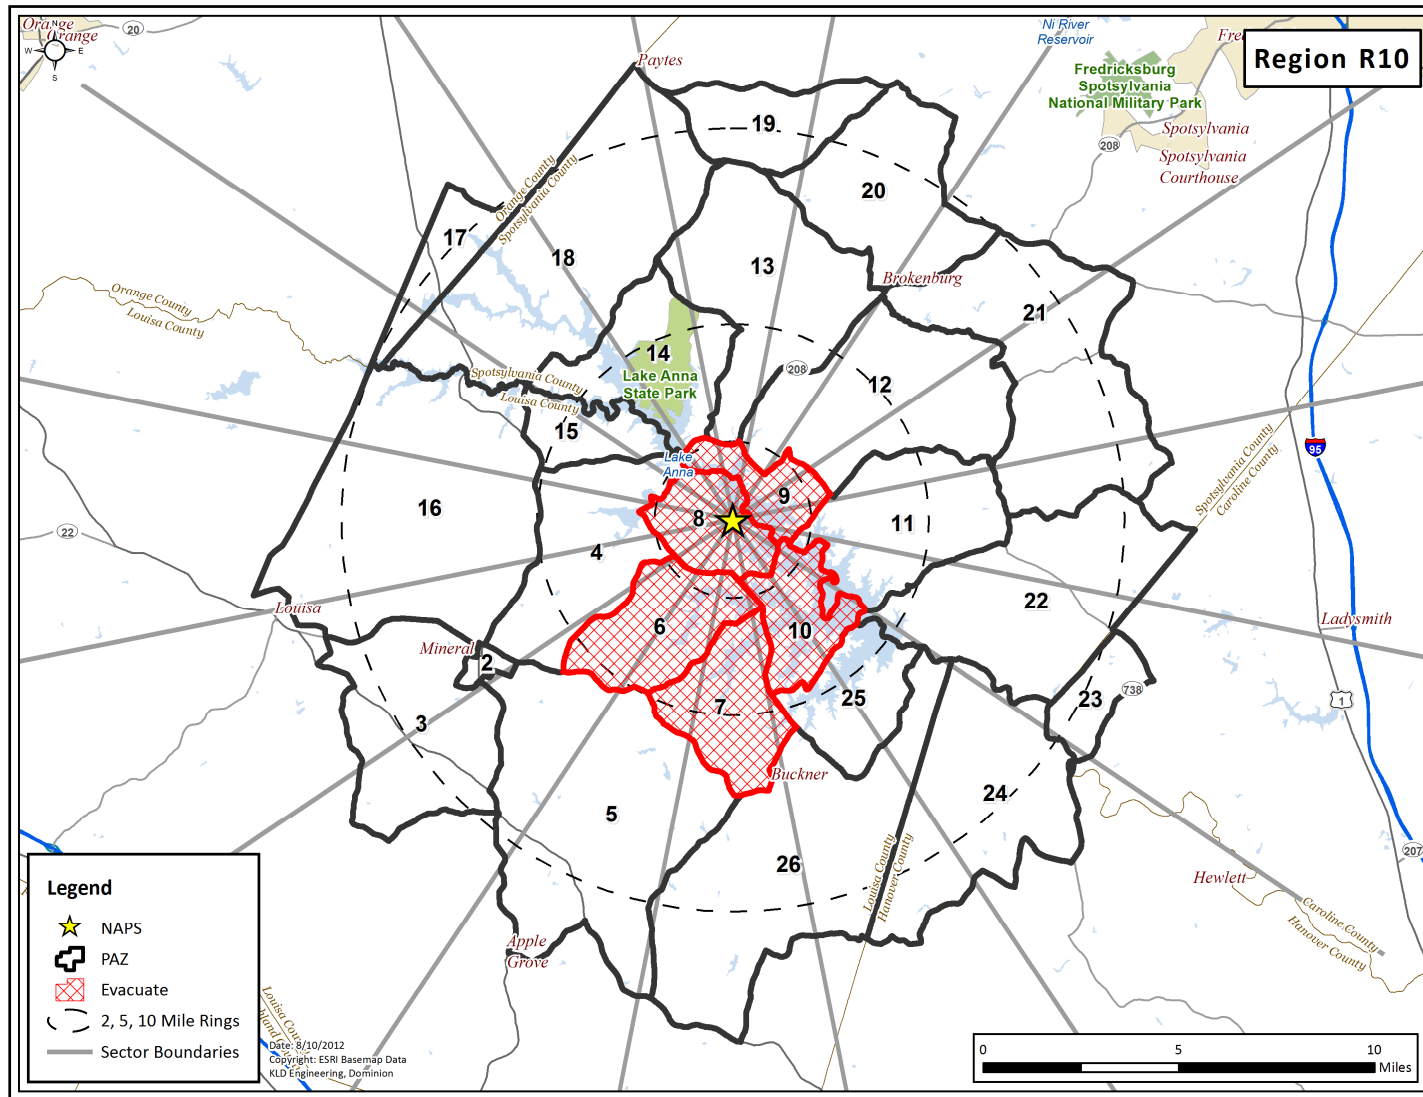 Orange
Orange
N
W E
S
20
Paytes
Ni River
Reservoir
Region R10
Fredricksburg
Spotsylvania
National Military Park
208
Spotsylvania
Spotsylvania
Courthouse
19
20
Orange County
Spotsylvania County
17
18
13
Brokenburg
21
Orange County
Louisa County
14
Lake Anna
State Park
208
12
Spotsylvania County
Louisa County
15
Lake
Anna
95
Spotsylvania County
Caroline County
16
8
9
11
22
4
Louisa
6
10
22
Ladysmith
Mineral
2
3
7
25
23
738
1
Buckner
5
24
26
207
Louisa County
Hanover County
Hewlett
Caroline County
Hanover County
Apple
Grove
Legend
NAPS
PAZ
Evacuate
2, 5, 10 Mile Rings
Sector Boundaries
Louisa County
Date: 8/10/2012
Copyright: ESRI Basemap Data
KLD Engineering, Dominion
0 5 10
Miles